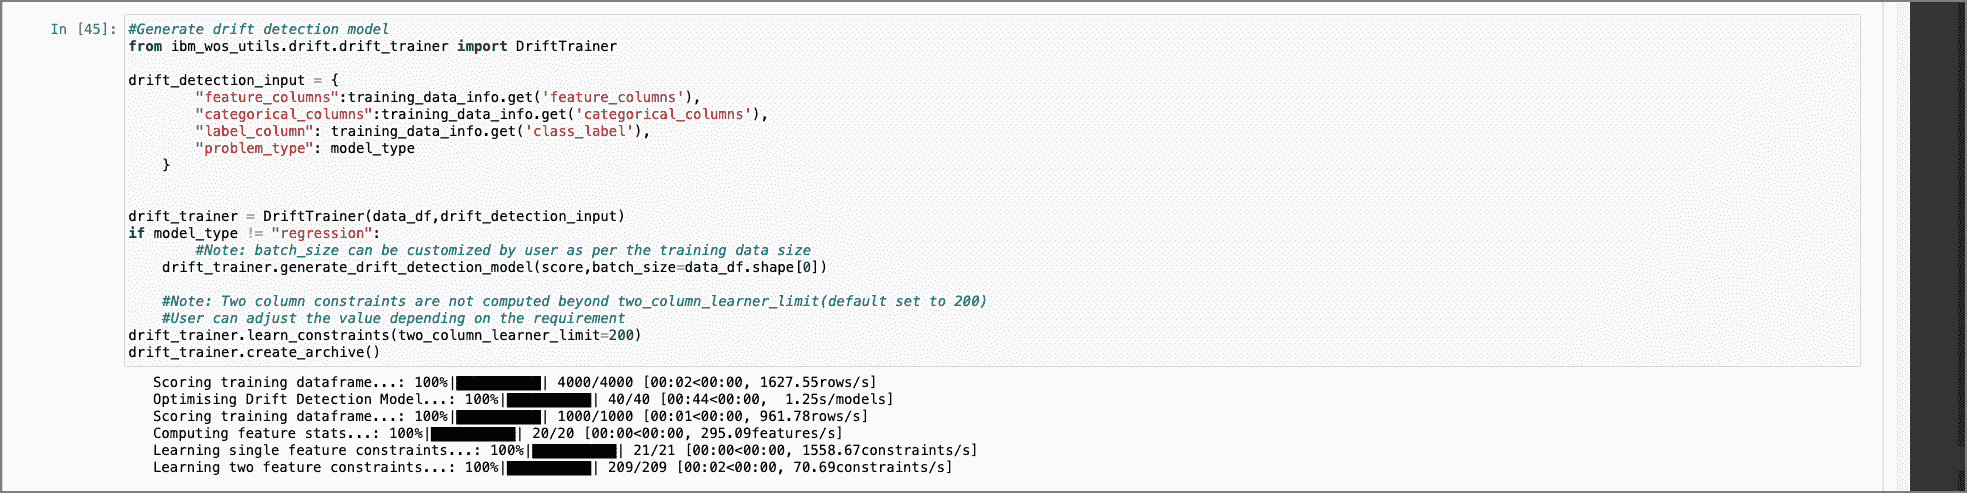 In [45]: #Generate drift detection model
from ibm_wos_utils.drift.drift_trainer import DriftTrainer
drift_detection_input = {
"feature_columns":training_data_info.get('feature_columns'),
"categorical_columns":training_data_info.get('categorical_columns'),
"label_column": training_data_info.get('class_label'),
"problem_type": model_type
}
drift_trainer = DriftTrainer(data_df,drift_detection_input)
if model_type != "regression":
#Note: batch_size can be customized by user as per the training data size
drift_trainer.generate_drift_detection_model(score,batch_size=data_df.shape[0])
#Note: Two column constraints are not computed beyond two_column_learner_limit(default set to 200)
#User can adjust the value depending on the requirement
drift_trainer.learn_constraints(two_column_learner_limit=200)
drift_trainer.create_archive()
Scoring training dataframe...: 100%|██████████| 4000/4000 [00:02<00:00, 1627.55rows/s]
Optimising Drift Detection Model...: 100%|██████████| 40/40 [00:44<00:00,  1.25s/models]
Scoring training dataframe...: 100%|██████████| 1000/1000 [00:01<00:00, 961.78rows/s]
Computing feature stats...: 100%|██████████| 20/20 [00:00<00:00, 295.09features/s]
Learning single feature constraints...: 100%|██████████| 21/21 [00:00<00:00, 1558.67constraints/s]
Learning two feature constraints...: 100%|██████████| 209/209 [00:02<00:00, 70.69constraints/s]